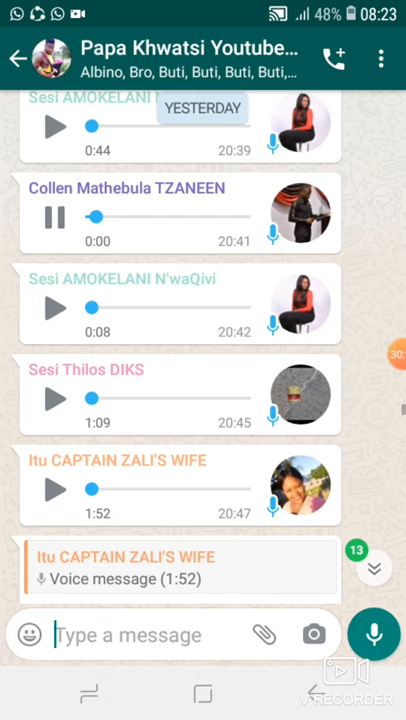 48% 08:23
Papa Khwatsi Youtube...
Albino, Bro, Buti, Buti, Buti, Buti,...
Sesi AMOKELANI
YESTERDAY
0:44 20:39
Collen Mathebula TZANEEN
0:00 20:41
Sesi AMOKELANI N'waQivi
0:08 20:42
Sesi Thilos DIKS
1:09 20:45
Itu CAPTAIN ZALI'S WIFE
1:52 20:47
Itu CAPTAIN ZALI'S WIFE
Voice message (1:52)
13
Type a message
V RECORDER